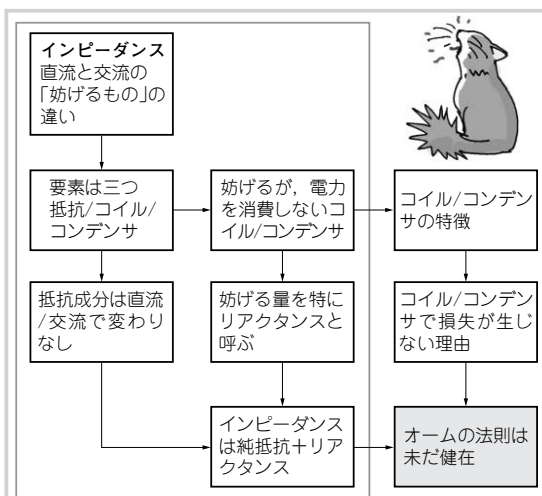 インピーダンス
直流と交流の
「妨げるもの」の
違い
要素は三つ
抵抗/コイル/
コンデンサ
妨げるが，電力
を消費しないコ
イル/コンデンサ
コイル/コンデン
サの特徴
抵抗成分は直流
/交流で変わり
なし
妨げる量を特に
リアクタンスと
呼ぶ
コイル/コンデン
サで損失が生じ
ない理由
インピーダンス
は純抵抗＋リア
クタンス
オームの法則は
未だ健在